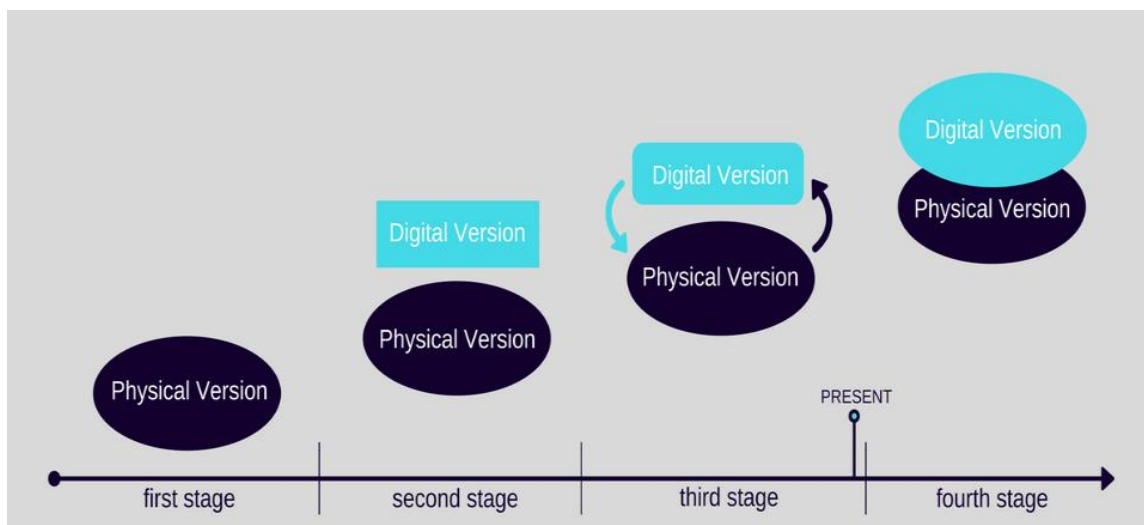 Digital Version
Physical Version
Digital Version
Physical Version
Digital Version
Physical Version
Physical Version
PRESENT
first stage
second stage
third stage
fourth stage